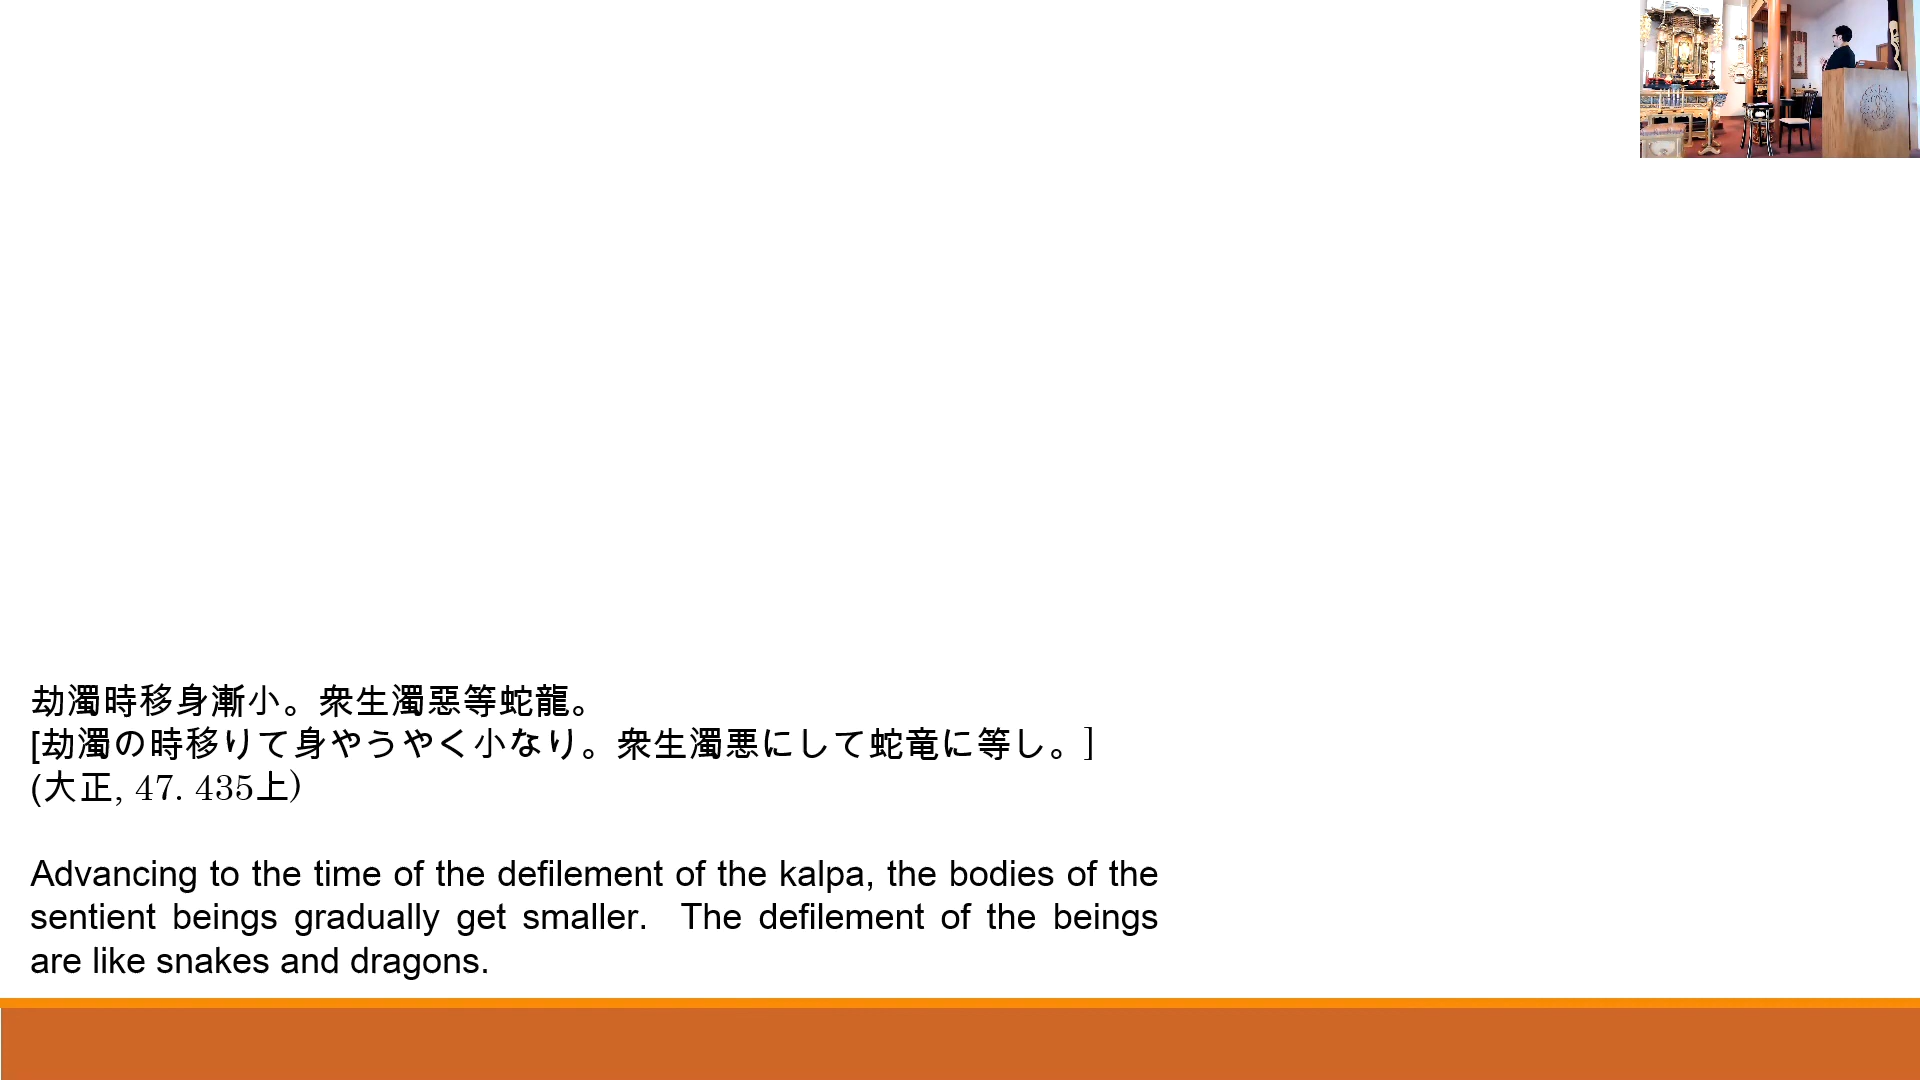 劫濁時移身漸小。衆生濁惡等蛇龍。
[劫濁の時移りて身やうやく小なり。衆生濁悪にして蛇竜に等し。]
(大正, 47. 435上)
Advancing to the time of the defilement of the kalpa, the bodies of the
sentient beings gradually get smaller. The defilement of the beings
are like snakes and dragons.